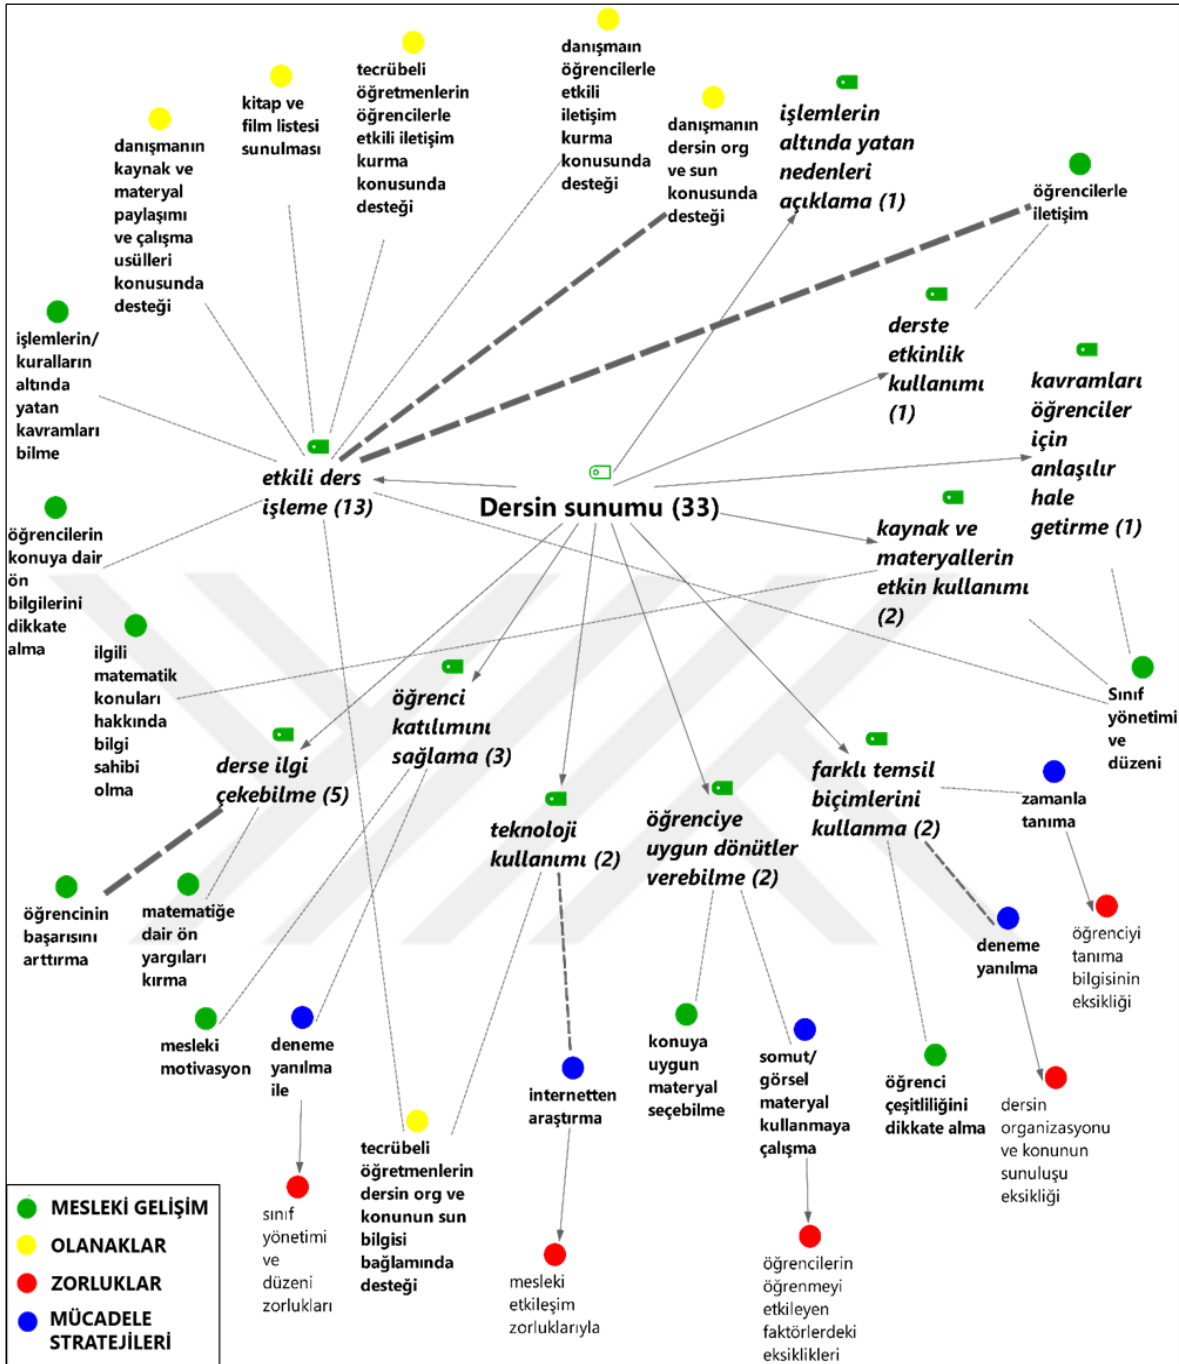 danışmaın
öğrencilerle
etkili
iletişim
kurma
konusunda
desteği
tecrübeli
öğretmenlerin
öğrencilerle
etkili iletişim
kurma
konusunda
desteği
kitap ve
film listesi
sunulması
danışmanın
kaynak ve
materyal
paylaşımı
ve çalışma
usülleri
konusunda
desteği
danışmanın
dersin org
ve sun
konusunda
desteği
işlemlerin
altında yatan
nedenleri
açıklama (1)
öğrencilerle
iletişim
işlemlerin/
kuralların
altında
yatan
kavramları
bilme
derste
etkinlik
kullanımı
(1)
kavramları
öğrenciler
için
anlaşılır
hale
getirme (1)
etkili ders
işleme (13)
Dersin sunumu (33)
kaynak ve
materyallerin
etkin kullanımı
(2)
öğrencilerin
konuya dair
ön
bilgilerini
dikkate
alma
ilgili
matematik
konuları
hakkında
bilgi
sahibi
olma
öğrenci
katılımını
sağlama (3)
Sınıf
yönetimi
ve
düzeni
derse ilgi
çekebilme (5)
teknoloji
kullanımı (2)
öğrenciye
uygun dönütler
verebilme (2)
farklı temsil
biçimlerini
kullanma (2)
zamanla
tanıma
öğrencinin
başarısını
arttırma
matematiğe
dair ön
yargıları
kırma
deneme
yanılma
öğrenciyi
tanıma
bilgisinin
eksikliği
mesleki
motivasyon
deneme
yanılma
ile
internetten
araştırma
konuya
uygun
materyal
seçebilme
somut/
görsel
materyal
kullanmaya
çalışma
öğrenci
çeşitliliğini
dikkate alma
dersin
organizasyonu
ve konunun
sunuluşu
eksikliği
tecrübeli
öğretmenlerin
dersin org ve
konunun sun
bilgisi
bağlamında
desteği
sınıf
yönetimi
ve
düzeni
zorlukları
mesleki
etkileşim
zorluklarıyla
öğrencilerin
öğrenmeyi
etkileyen
faktörlerdeki
eksiklikleri
MESLEKİ GELİŞİM
OLANAKLAR
ZORLUKLAR
MÜCADELE
STRATEJİLERİ